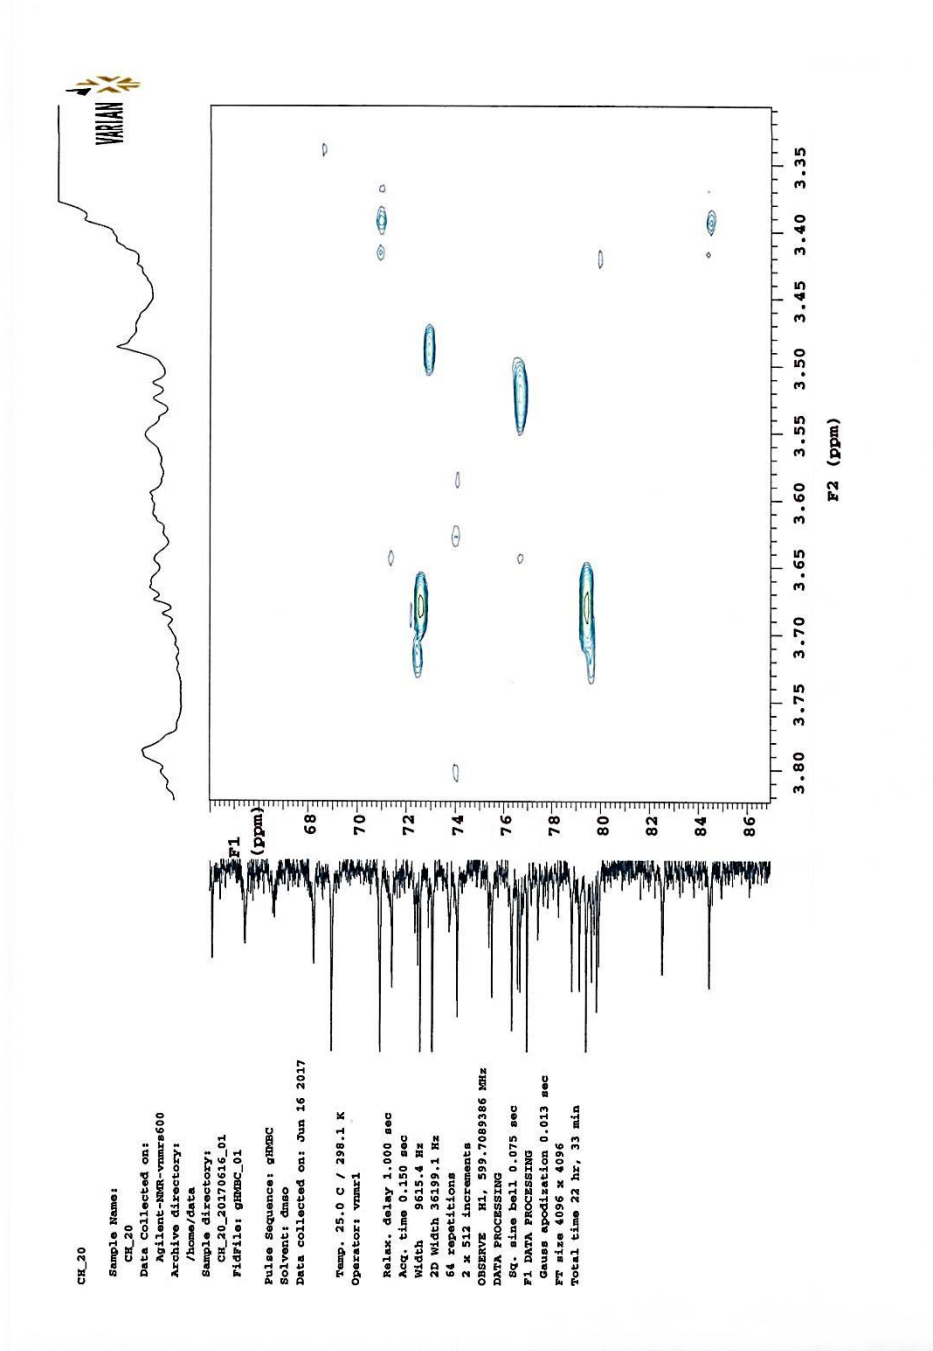 CH_20
Sample Name:
CH_20
Data Collected on:
Agilent-NMR-vnmrs600
Archive directory:
/home/data
Sample directory:
CH_20_20170616_01
FidFile: gHMBC_01
Pulse Sequence: gHMBC
Solvent: dmso
Data collected on: Jun 16 2017
Temp. 25.0 C / 298.1 K
Operator: vnmr1
Relax. delay 1.000 sec
Acq. time 0.150 sec
Width 9615.4 Hz
2D Width 36199.1 Hz
64 repetitions
2 x 512 increments
OBSERVE H1, 599.7089386 MHz
DATA PROCESSING
Sq. sine bell 0.075 sec
F1 DATA PROCESSING
Gauss apodization 0.013 sec
FT size 4096 x 4096
Total time 22 hr, 33 min
VARIAN
F1
(ppm)
68
70
72
74
76
78
80
82
84
86
3.80 3.75 3.70 3.65 3.60 3.55 3.50 3.45 3.40 3.35
F2 (ppm)